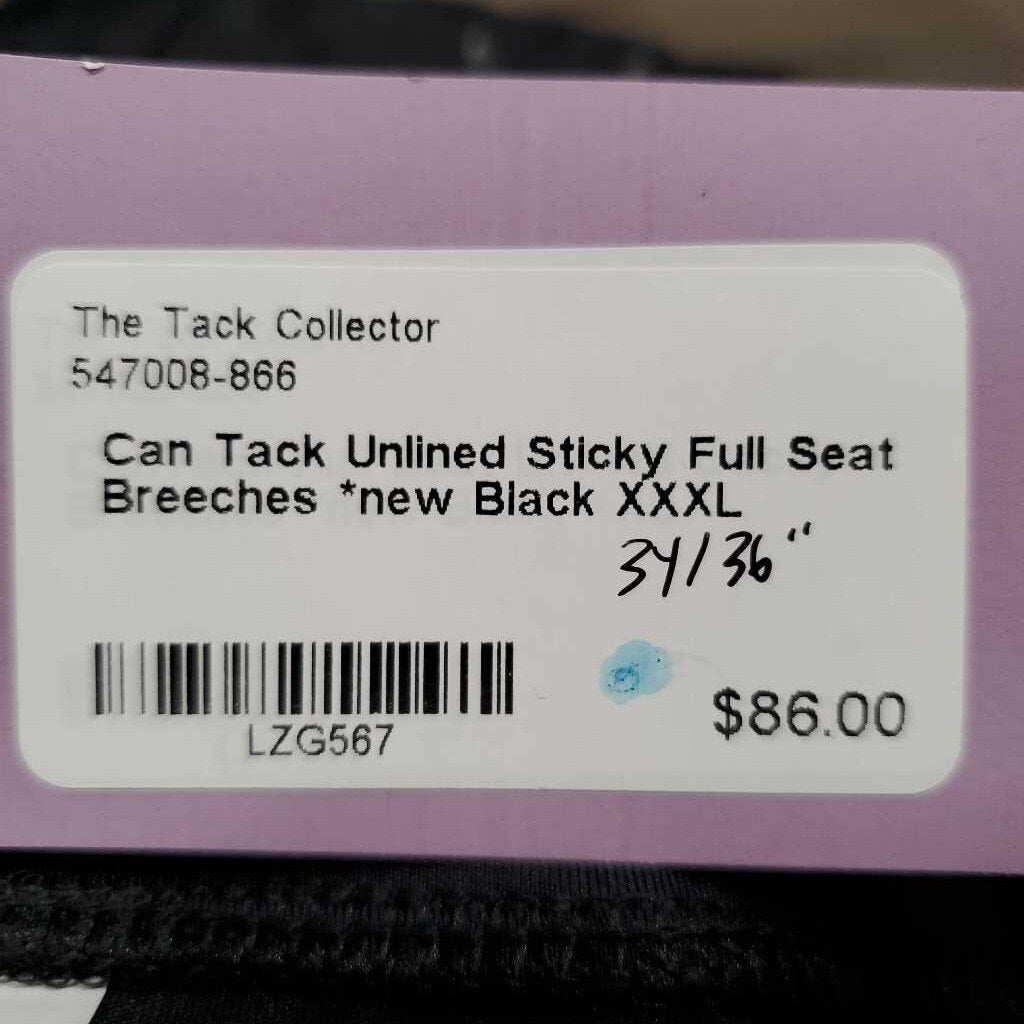 The Tack Collector
547008-866
Can Tack Unlined Sticky Full Seat
Breeches *new Black XXXL
34/36"
LZG567
$86.00